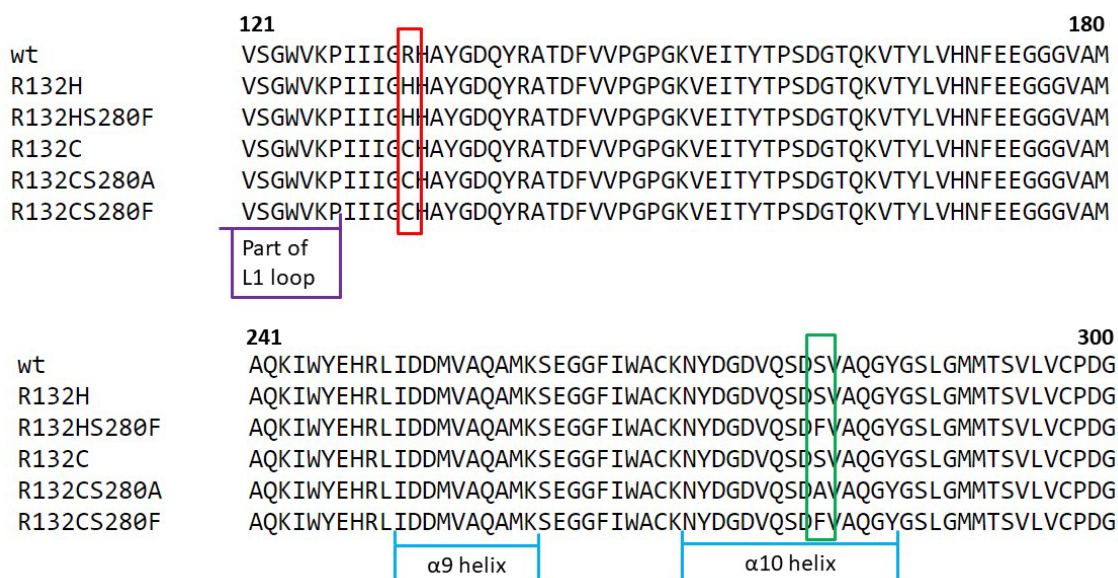 121 180
wt VSGWVKPIIIGRHAYGDQYRATDFVVPGPGKVEITYTPSDGTQKVTYLVHNFEEGGGVAM
R132H VSGWVKPIIIGHHAYGDQYRATDFVVPGPGKVEITYTPSDGTQKVTYLVHNFEEGGGVAM
R132HS280F VSGWVKPIIIGHHAYGDQYRATDFVVPGPGKVEITYTPSDGTQKVTYLVHNFEEGGGVAM
R132C VSGWVKPIIIGCHAYGDQYRATDFVVPGPGKVEITYTPSDGTQKVTYLVHNFEEGGGVAM
R132CS280A VSGWVKPIIIGCHAYGDQYRATDFVVPGPGKVEITYTPSDGTQKVTYLVHNFEEGGGVAM
R132CS280F VSGWVKPIIIGCHAYGDQYRATDFVVPGPGKVEITYTPSDGTQKVTYLVHNFEEGGGVAM
Part of
L1 loop
241 300
wt AQKIWYEHRLIDDMVAQAMKSEGGFIWACKNYDGDVQSDSVAQGYGSLGMMTSVLVCPDG
R132H AQKIWYEHRLIDDMVAQAMKSEGGFIWACKNYDGDVQSDSVAQGYGSLGMMTSVLVCPDG
R132HS280F AQKIWYEHRLIDDMVAQAMKSEGGFIWACKNYDGDVQSDFVAQGYGSLGMMTSVLVCPDG
R132C AQKIWYEHRLIDDMVAQAMKSEGGFIWACKNYDGDVQSDSVAQGYGSLGMMTSVLVCPDG
R132CS280A AQKIWYEHRLIDDMVAQAMKSEGGFIWACKNYDGDVQSDAVAQGYGSLGMMTSVLVCPDG
R132CS280F AQKIWYEHRLIDDMVAQAMKSEGGFIWACKNYDGDVQSDFVAQGYGSLGMMTSVLVCPDG
α9 helix α10 helix